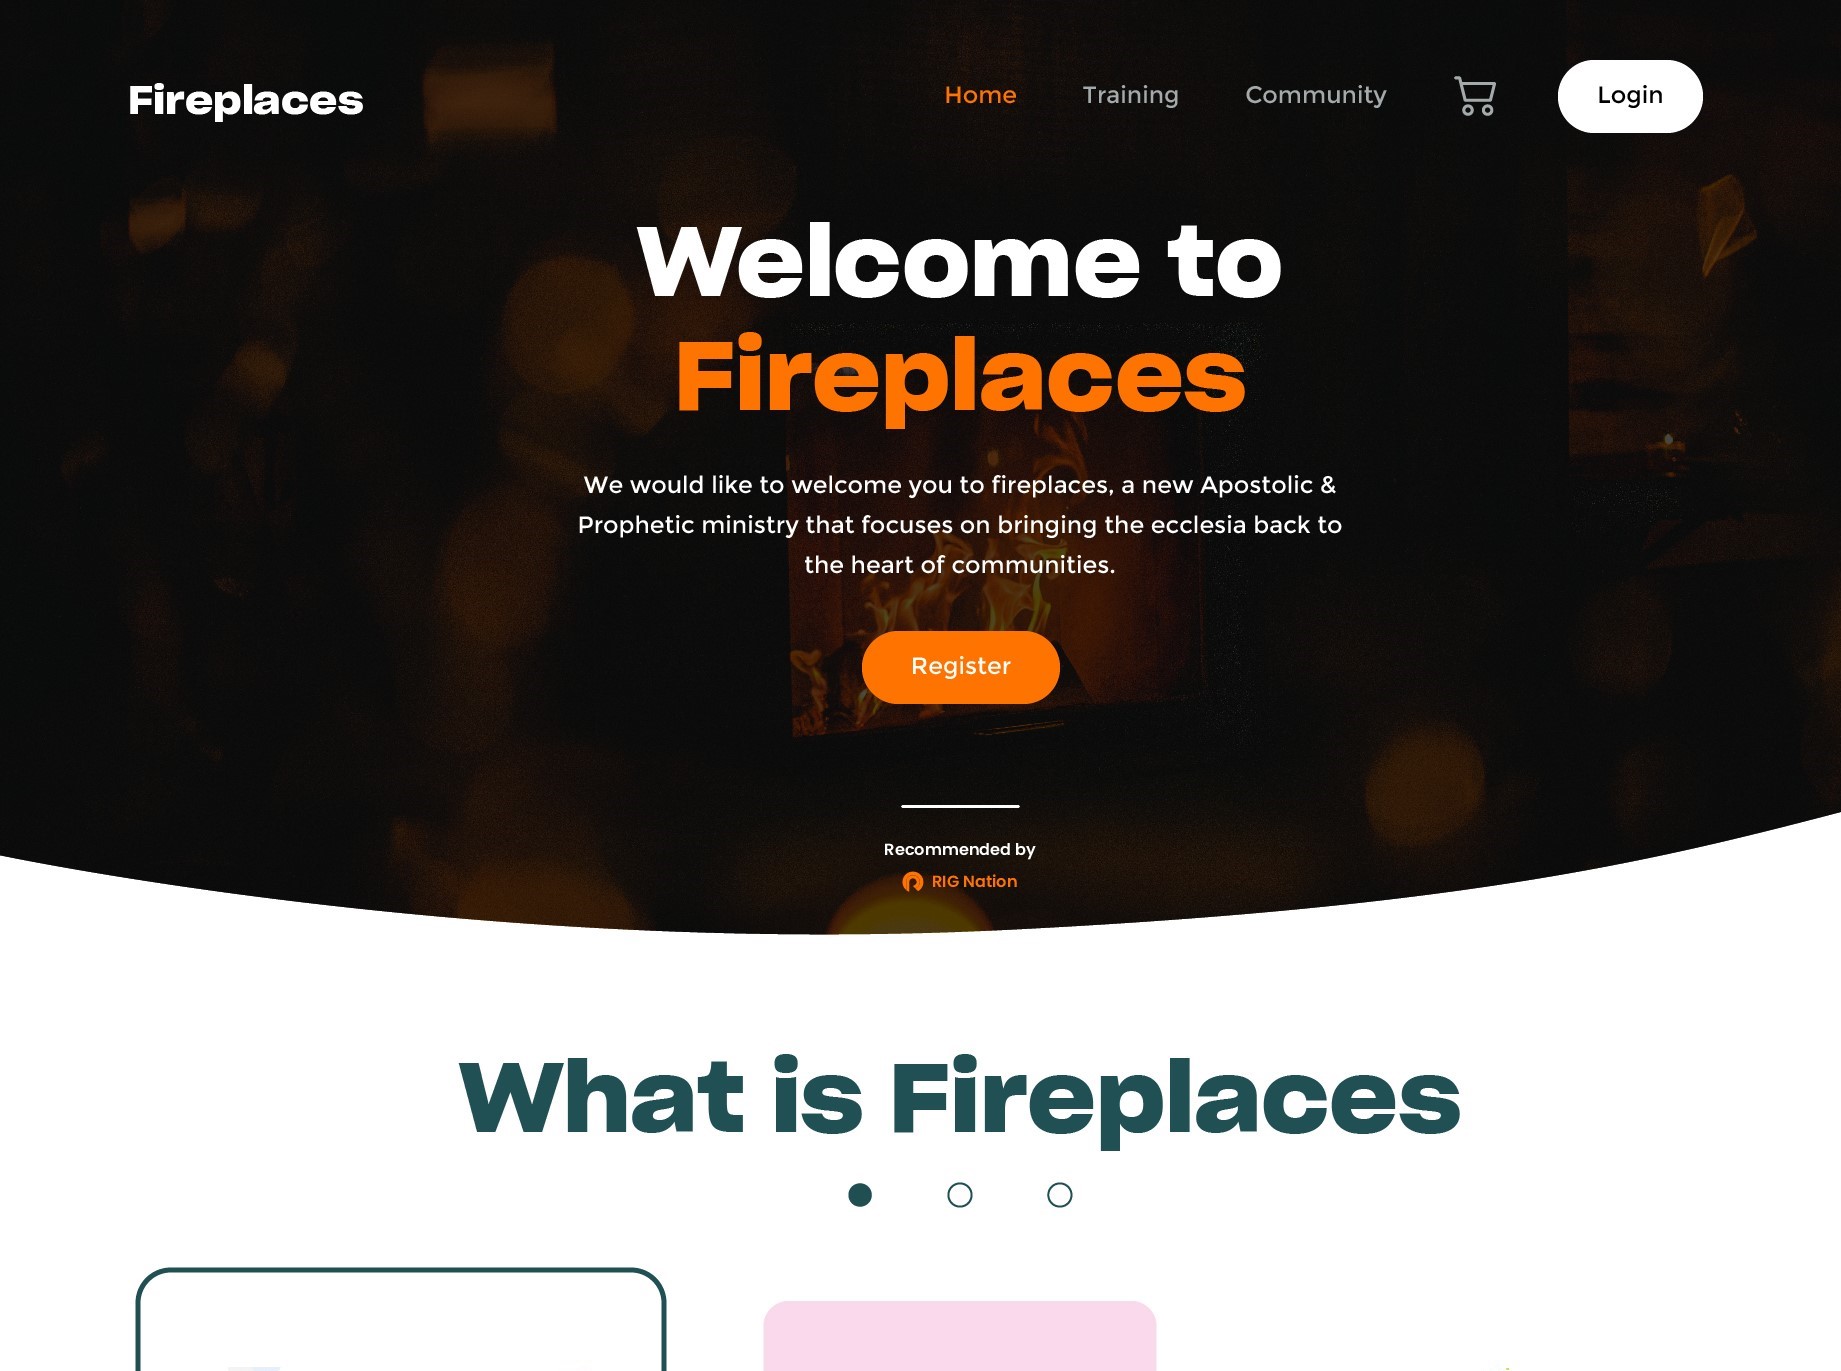 Fireplaces
Home
Training
Community
Login
Welcome to
Fireplaces
We would like to welcome you to fireplaces, a new Apostolic &
Prophetic ministry that focuses on bringing the ecclesia back to
the heart of communities.
Register
Recommended by
RIG Nation
What is Fireplaces